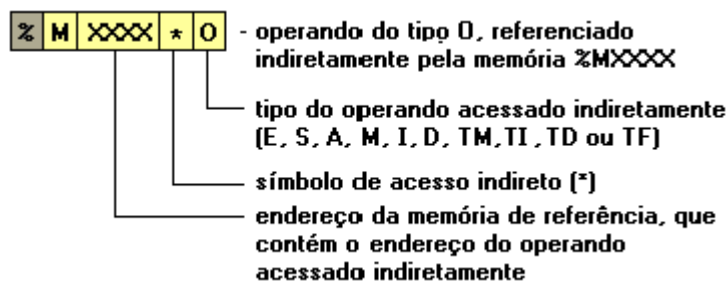 % M XXXX * O - operando do tipo O, referenciado
indiretamente pela memória %MXXXX
tipo do operando acessado indiretamente
(E, S, A, M, I, D, TM,TI ,TD ou TF)
símbolo de acesso indireto (*)
endereço da memória de referência, que
contém o endereço do operando
acessado indiretamente